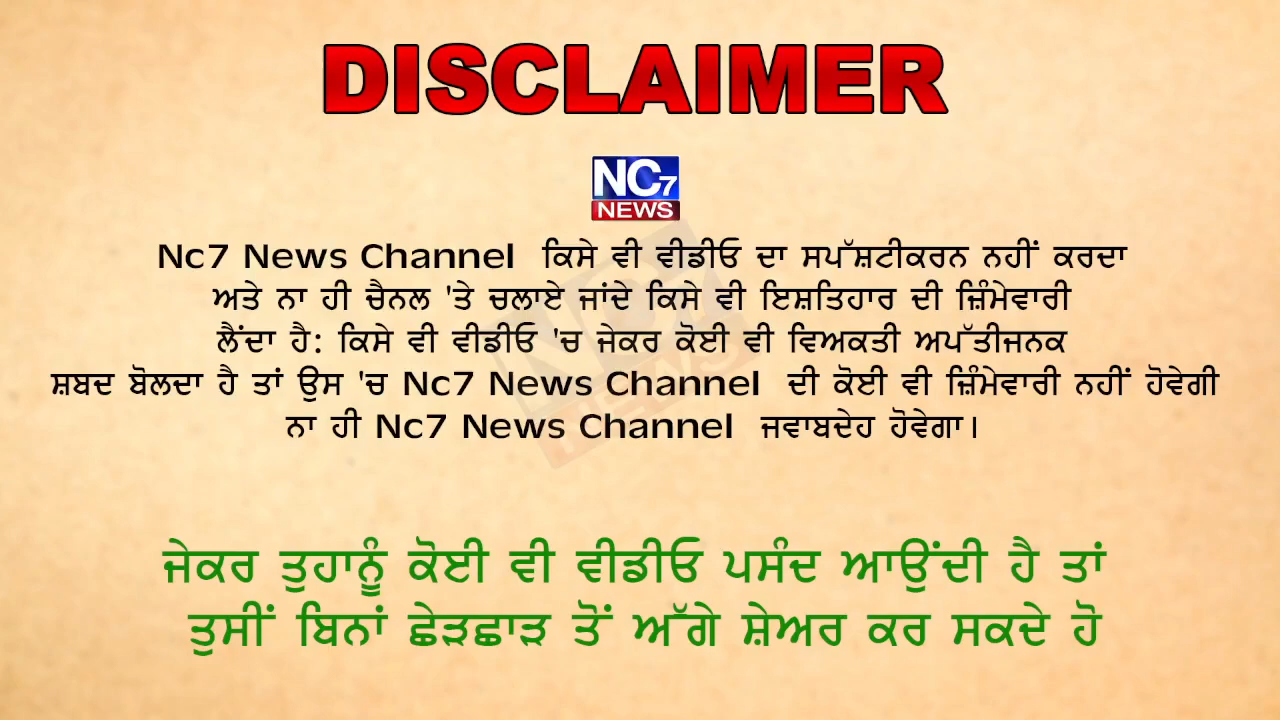 DISCLAIMER
NC7
NEWS
Nc7 News Channel ਕਿਸੇ ਵੀ ਵੀਡੀਓ ਦਾ ਸਪੱਸ਼ਟੀਕਰਨ ਨਹੀਂ ਕਰਦਾ
ਅਤੇ ਨਾ ਹੀ ਚੈਨਲ 'ਤੇ ਚਲਾਏ ਜਾਂਦੇ ਕਿਸੇ ਵੀ ਇਸ਼ਤਿਹਾਰ ਦੀ ਜ਼ਿੰਮੇਵਾਰੀ
ਲੈਂਦਾ ਹੈ: ਕਿਸੇ ਵੀ ਵੀਡੀਓ 'ਚ ਜੇਕਰ ਕੋਈ ਵੀ ਵਿਅਕਤੀ ਅਪੱਤੀਜਨਕ
ਸ਼ਬਦ ਬੋਲਦਾ ਹੈ ਤਾਂ ਉਸ 'ਚ Nc7 News Channel ਦੀ ਕੋਈ ਵੀ ਜ਼ਿੰਮੇਵਾਰੀ ਨਹੀਂ ਹੋਵੇਗੀ
ਨਾ ਹੀ Nc7 News Channel ਜਵਾਬਦੇਹ ਹੋਵੇਗਾ।
ਜੇਕਰ ਤੁਹਾਨੂੰ ਕੋਈ ਵੀ ਵੀਡੀਓ ਪਸੰਦ ਆਉਂਦੀ ਹੈ ਤਾਂ
ਤੁਸੀਂ ਬਿਨਾਂ ਛੇੜਛਾੜ ਤੋਂ ਅੱਗੇ ਸ਼ੇਅਰ ਕਰ ਸਕਦੇ ਹੋ